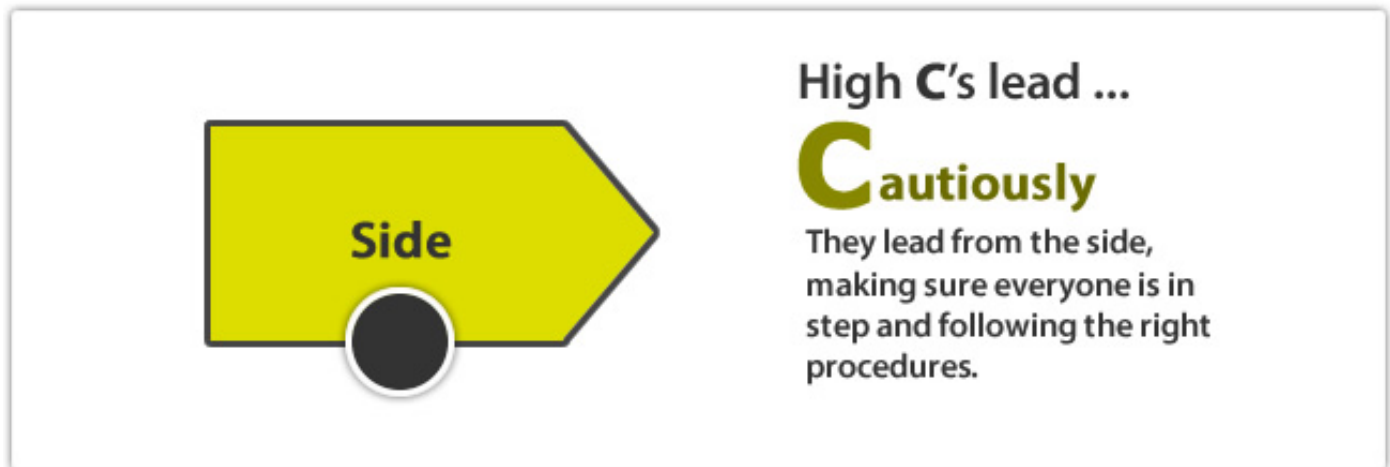 Side
High C's lead ...
Cautiously
They lead from the side,
making sure everyone is in
step and following the right
procedures.